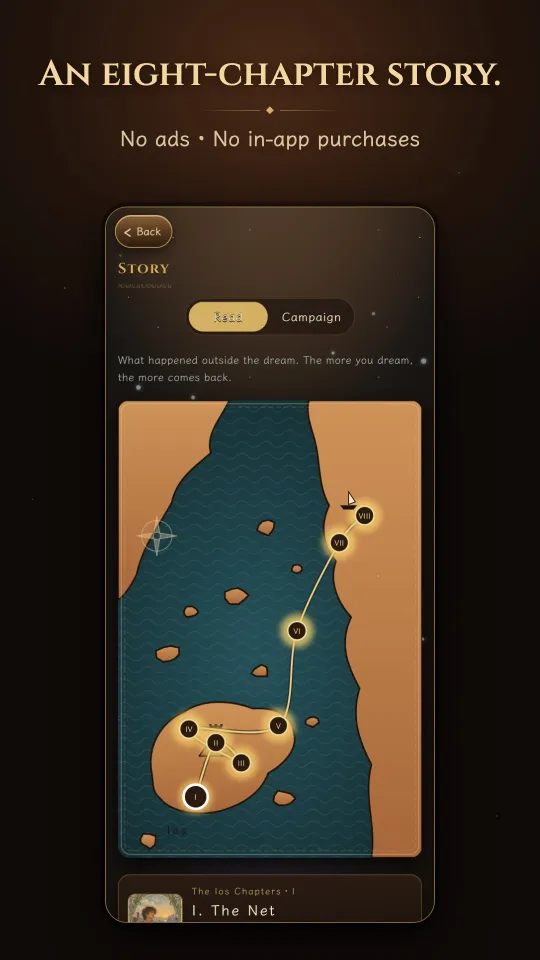 An eight-chapter story.
No ads • No in-app purchases
< Back
Story
Read
Campaign
What happened outside the dream. The more you dream,
the more comes back.
VIII
VII
VI
IV
V
II
III
I
Ios
The Ios Chapters • I
I. The Net